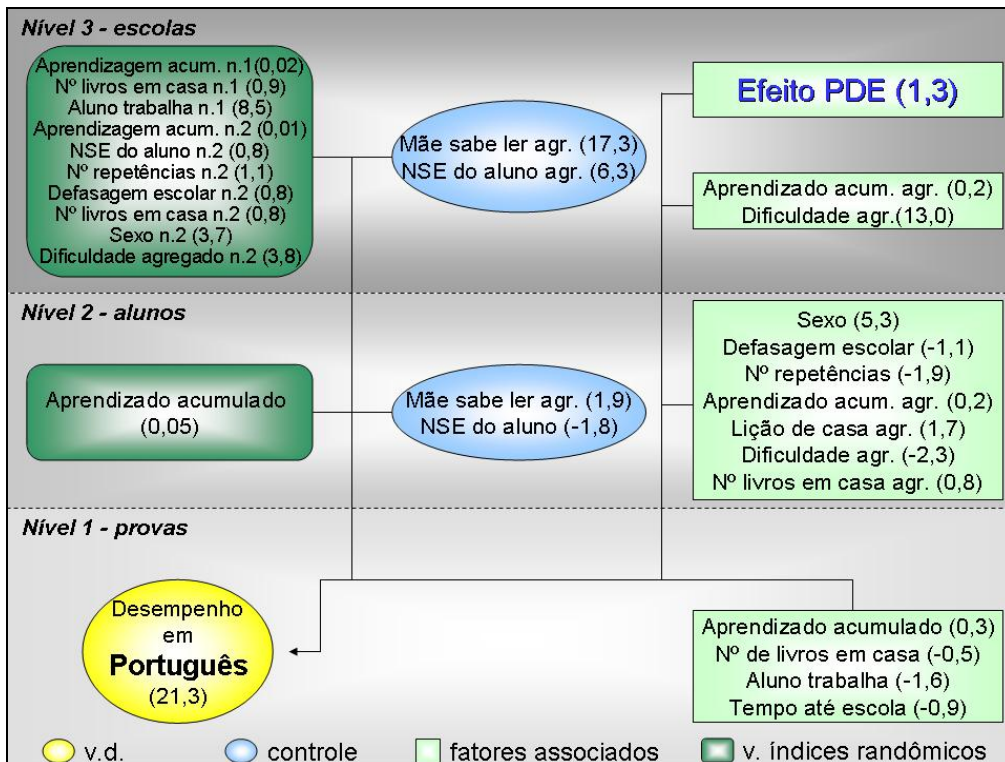 Nível 3 - escolas
Aprendizagem acum. n.1(0,02)
Nº livros em casa n.1 (0,9)
Aluno trabalha n.1 (8,5)
Aprendizagem acum. n.2 (0,01)
NSE do aluno n.2 (0,8)
Nº repetências n.2 (1,1)
Defasagem escolar n.2 (0,8)
Nº livros em casa n.2 (0,8)
Sexo n.2 (3,7)
Dificuldade agregado n.2 (3,8)
Mãe sabe ler agr. (17,3)
NSE do aluno agr. (6,3)
Efeito PDE (1,3)
Aprendizado acum. agr. (0,2)
Dificuldade agr.(13,0)
Nível 2 - alunos
Aprendizado acumulado
(0,05)
Mãe sabe ler agr. (1,9)
NSE do aluno (-1,8)
Sexo (5,3)
Defasagem escolar (-1,1)
Nº repetências (-1,9)
Aprendizado acum. agr. (0,2)
Lição de casa agr. (1,7)
Dificuldade agr. (-2,3)
Nº livros em casa agr. (0,8)
Nível 1 - provas
Desempenho
em
Português
(21,3)
Aprendizado acumulado (0,3)
Nº de livros em casa (-0,5)
Aluno trabalha (-1,6)
Tempo até escola (-0,9)
v.d.
controle
fatores associados
v. índices randômicos